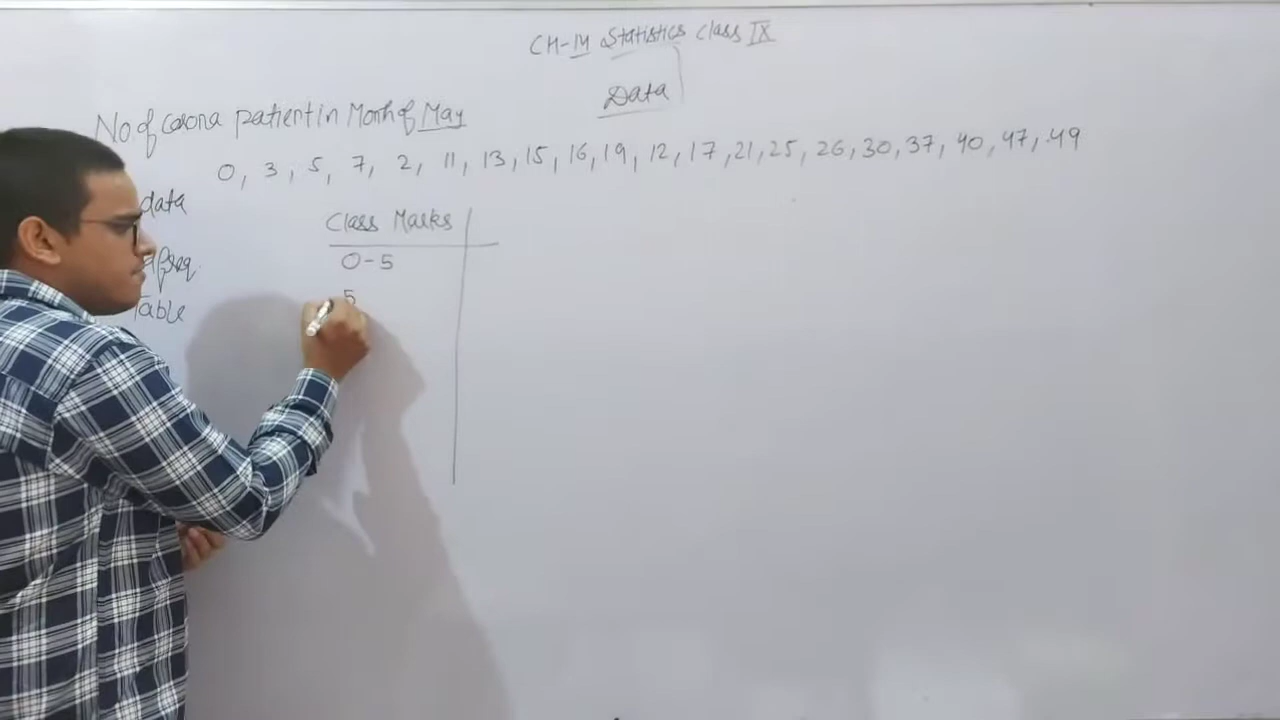 CH-14 Statistics Class IX
Data
No of corona patient in Month of May
0, 3, 5, 7, 2, 11, 13, 15, 16, 19, 12, 17, 21, 25, 26, 30, 37, 40, 47, 49
data
Class Marks
0-5
freq
5
Table